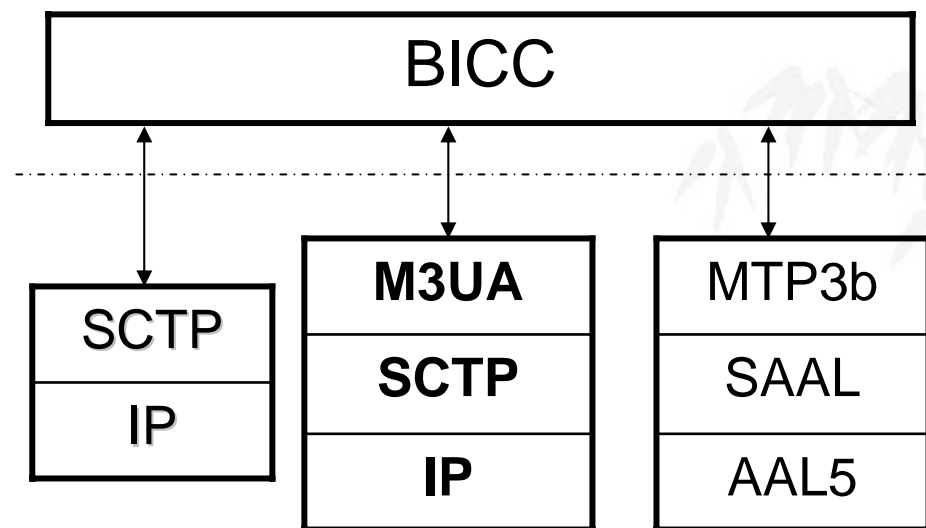 BICC
SCTP
IP
M3UA
SCTP
IP
MTP3b
SAAL
AAL5